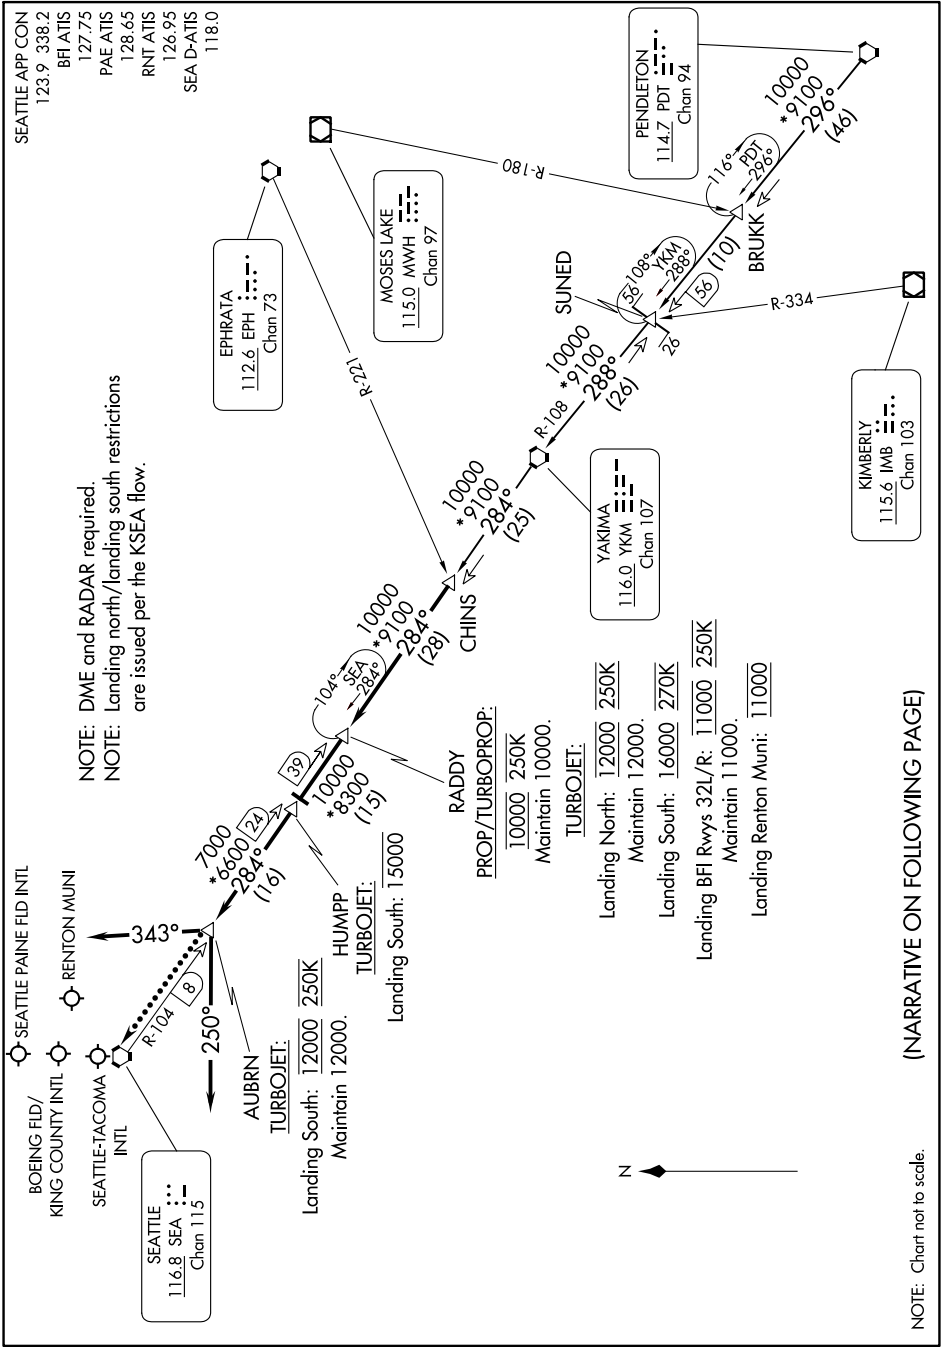 SEATTLE APP CON
123.9 338.2
BFI ATIS
127.75
PAE ATIS
128.65
RNT ATIS
126.95
SEA D-ATIS
118.0
NOTE: DME and RADAR required.
NOTE: Landing north/landing south restrictions
are issued per the KSEA flow.
SEATTLE PAINE FLD INTL
BOEING FLD/
KING COUNTY INTL
RENTON MUNI
SEATTLE-TACOMA
INTL
SEATTLE
116.8 SEA
Chan 115
R-104
8
343°
250°
AUBRN
TURBOJET:
Landing South: 12000 250K
Maintain 12000.
7000
*6600
284°
(16)
24
HUMPP
TURBOJET:
Landing South: 15000
39
10000
*8300
(15)
104°
SEA
284°
RADDY
PROP/TURBOPROP:
10000 250K
Maintain 10000.
TURBOJET:
Landing North: 12000 250K
Maintain 12000.
Landing South: 16000 270K
Landing BFI Rwys 32L/R: 11000 250K
Maintain 11000.
Landing Renton Muni: 11000
10000
*9100
284°
(28)
CHINS
EPHRATA
112.6 EPH
Chan 73
R-221
10000
*9100
284°
(25)
YAKIMA
116.0 YKM
Chan 107
R-108
10000
*9100
288°
(26)
MOSES LAKE
115.0 MWH
Chan 97
R-180
SUNED
56
108°
YKM
288°
26
56
(10)
BRUKK
116°
PDT
296°
R-334
KIMBERLY
115.6 IMB
Chan 103
PENDLETON
114.7 PDT
Chan 94
10000
*9100
296°
(46)
N
(NARRATIVE ON FOLLOWING PAGE)
NOTE: Chart not to scale.